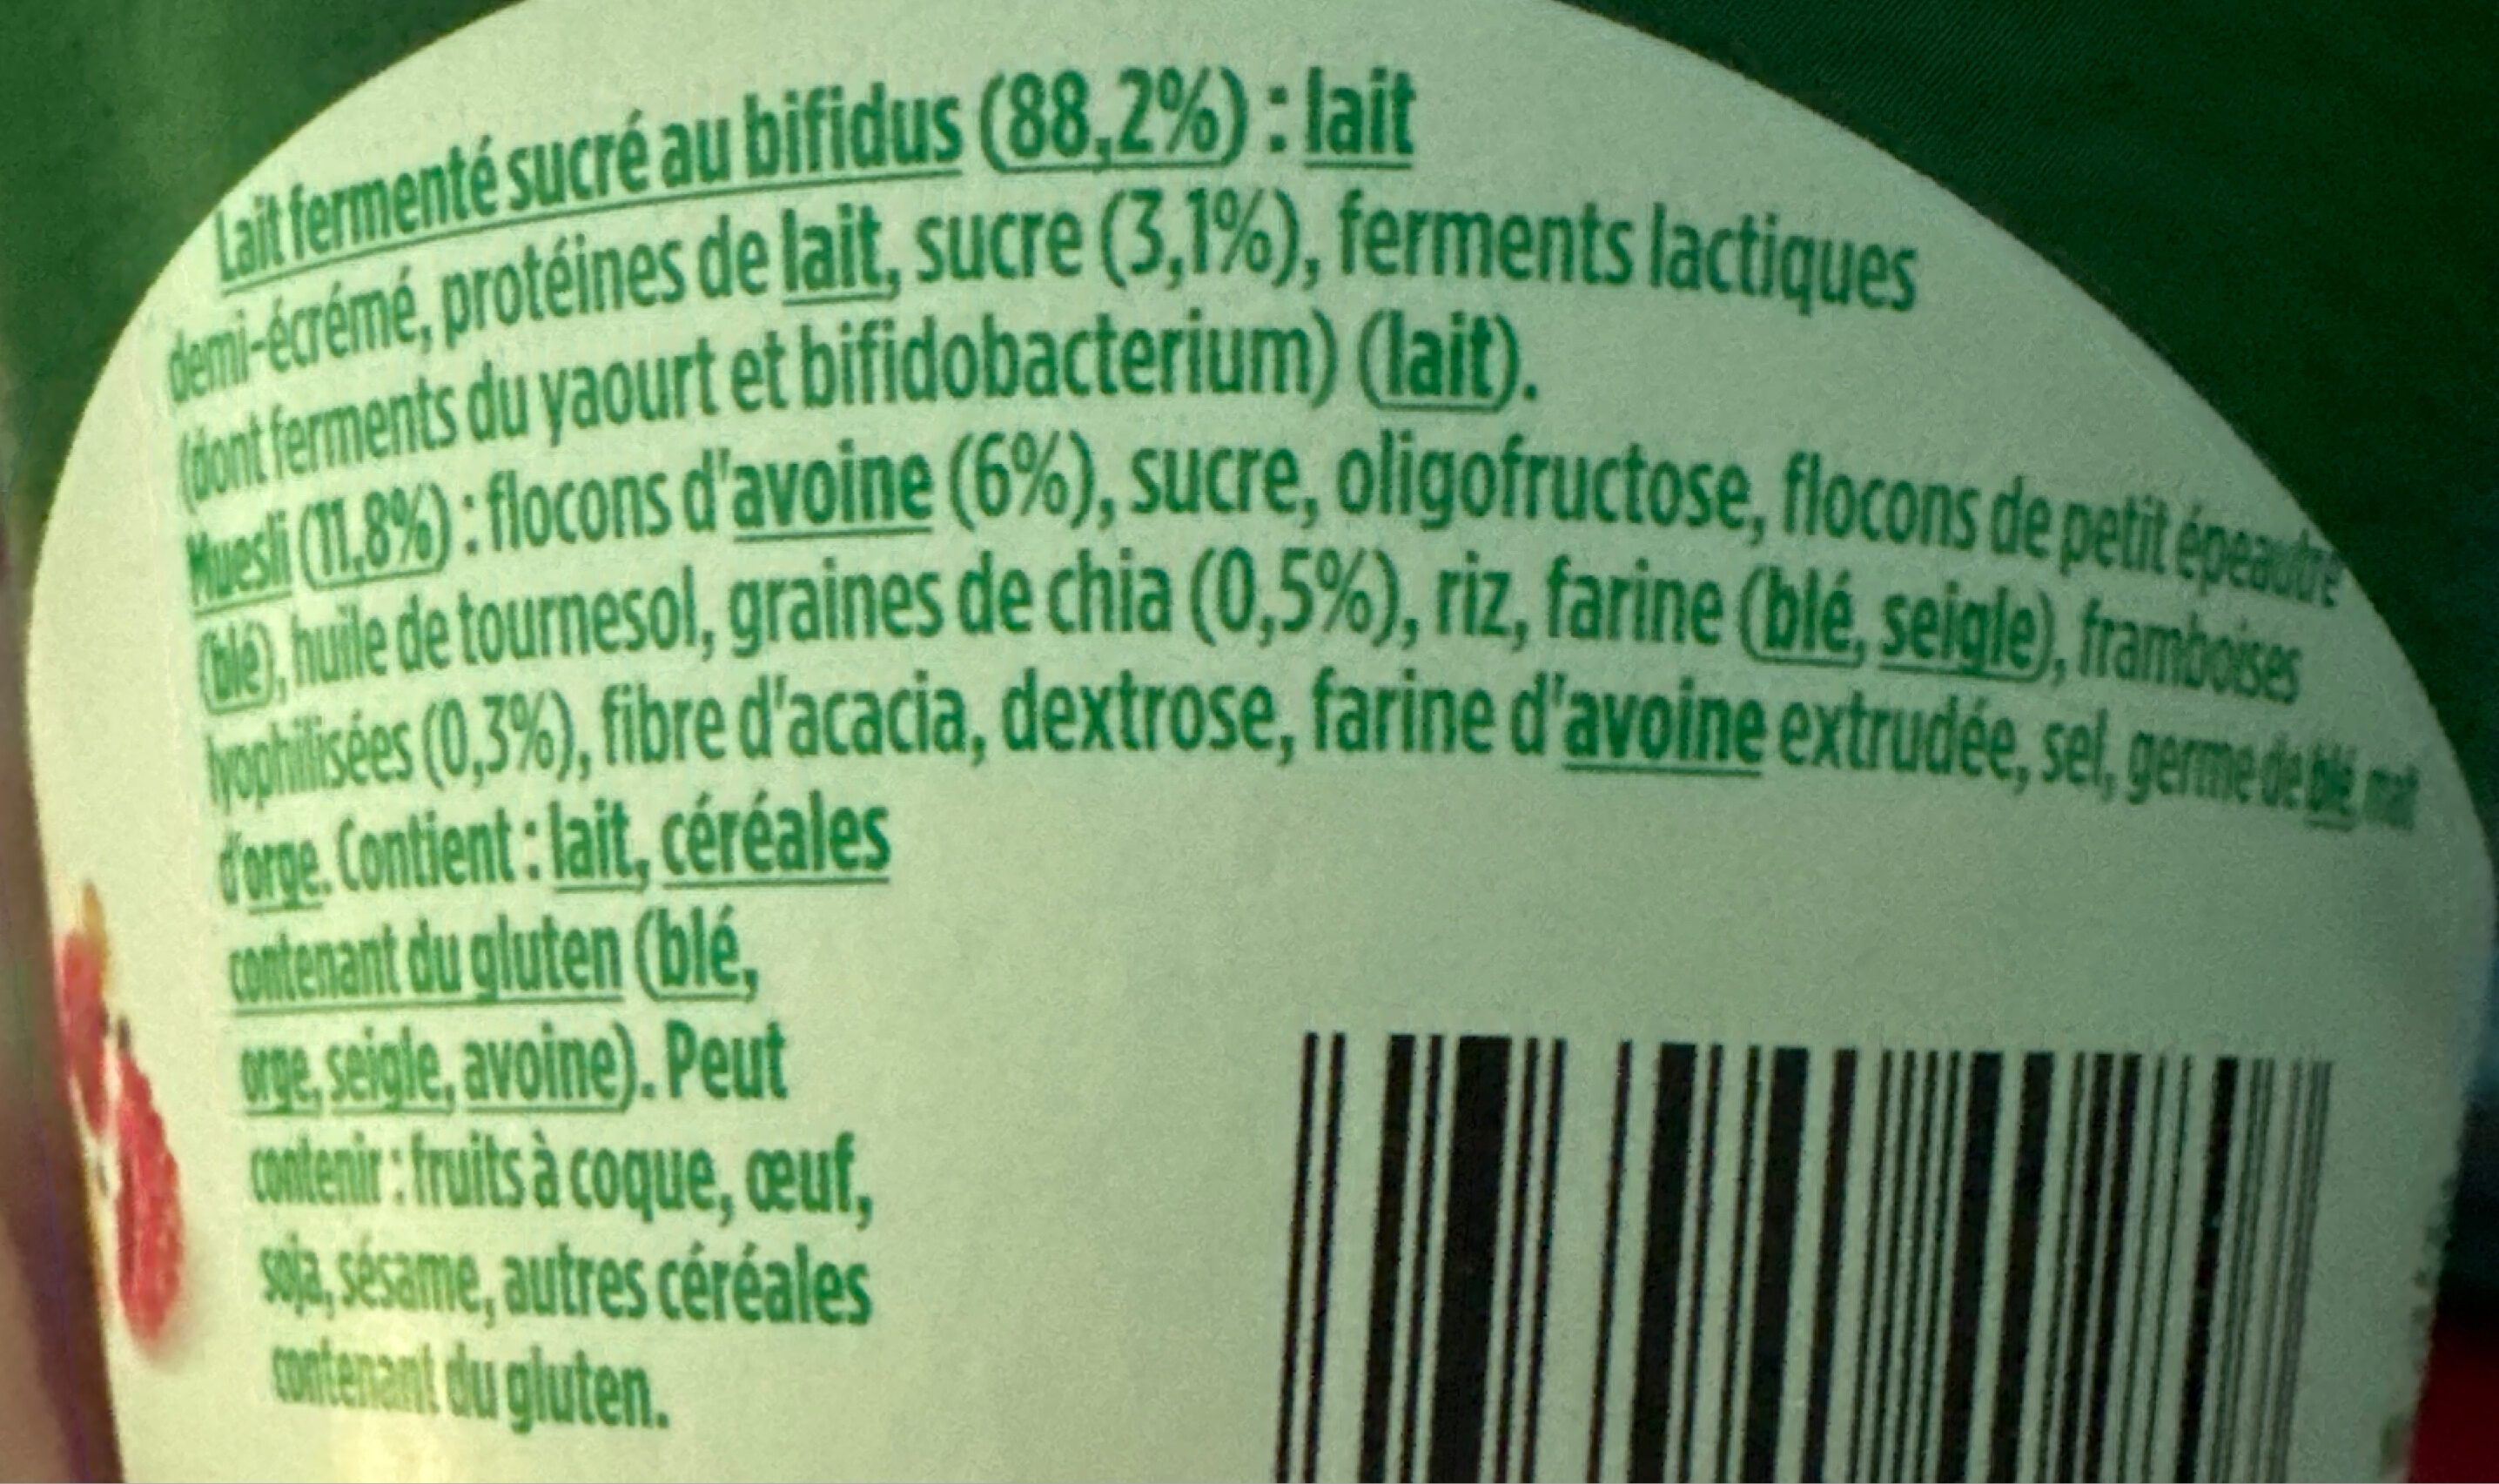 Lait fermenté sucré au bifidus (88,2%) : lait
demi-écrémé, protéines de lait, sucre (3,1%), ferments lactiques
(dont ferments du yaourt et bifidobacterium) (lait).
Muesli (11,8%) : flocons d'avoine (6%), sucre, oligofructose, flocons de petit épeautre
(blé), huile de tournesol, graines de chia (0,5%), riz, farine (blé, seigle), framboises
lyophilisées (0,3%), fibre d'acacia, dextrose, farine d'avoine extrudée, sel, germe de blé, malt
d'orge. Contient : lait, céréales
contenant du gluten (blé,
orge, seigle, avoine). Peut
contenir : fruits à coque, œuf,
soja, sésame, autres céréales
contenant du gluten.